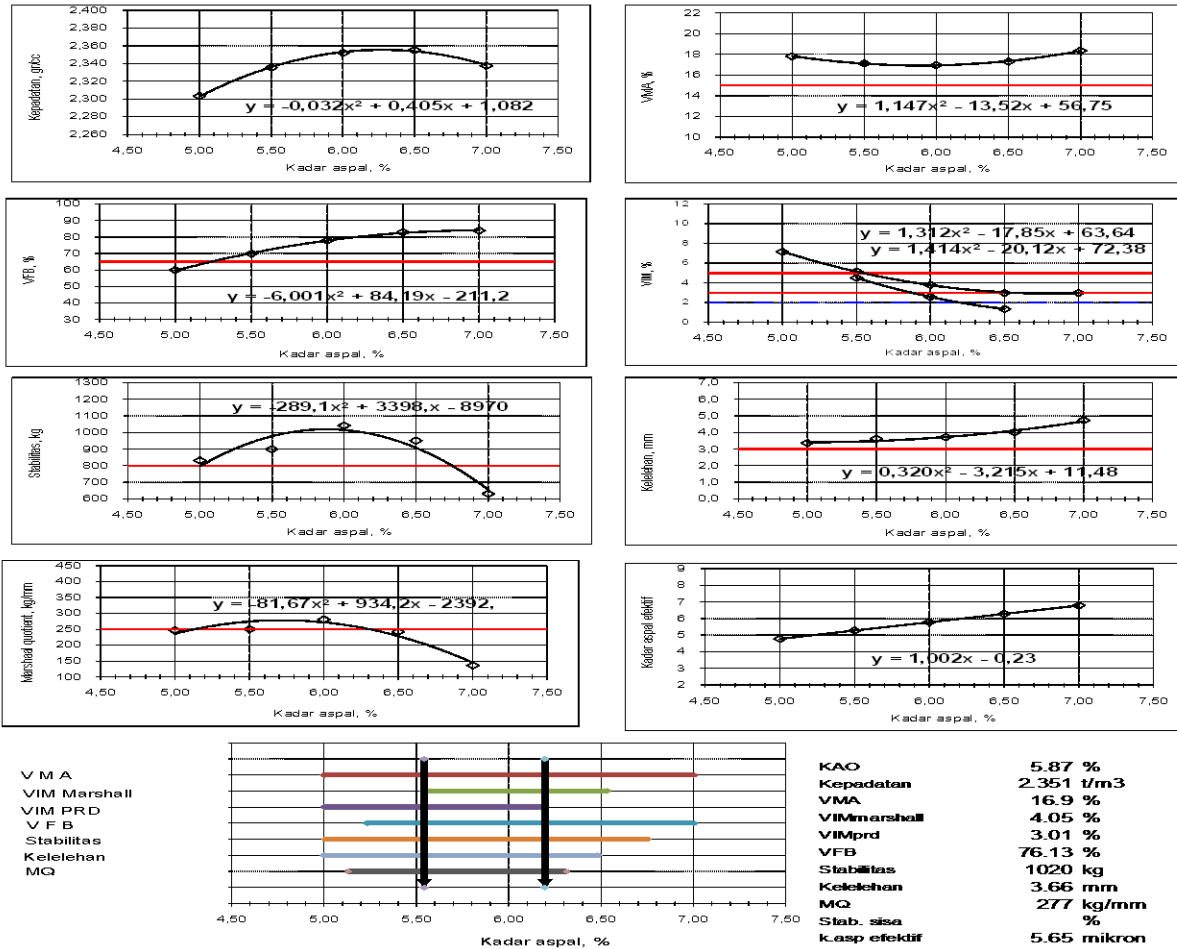 Kepadatan, gr/cc
2,400
2,380
2,360
2,340
2,320
2,300
2,280
2,260
y = -0,032x² + 0,405x + 1,082
4,50 5,00 5,50 6,00 6,50 7,00 7,50
Kadar aspal, %
VMA, %
22
20
18
16
14
12
10
y = 1,147x² - 13,52x + 56,75
4,50 5,00 5,50 6,00 6,50 7,00 7,50
Kadar aspal, %
VFB, %
100
90
80
70
60
50
40
30
y = -6,001x² + 84,19x - 211,2
4,50 5,00 5,50 6,00 6,50 7,00 7,50
Kadar aspal, %
VIM, %
12
10
8
6
4
2
0
y = 1,312x² - 17,85x + 63,64
y = 1,414x² - 20,12x + 72,38
4,50 5,00 5,50 6,00 6,50 7,00 7,50
Kadar aspal, %
Stabilitas, kg
1300
1200
1100
1000
900
800
700
600
y = -289,1x² + 3398,x - 8970
4,50 5,00 5,50 6,00 6,50 7,00 7,50
Kadar aspal, %
Kelelehan, mm
7,0
6,0
5,0
4,0
3,0
2,0
1,0
0,0
y = 0,320x² - 3,215x + 11,48
4,50 5,00 5,50 6,00 6,50 7,00 7,50
Kadar aspal, %
Marshaal quotient, kg/mm
450
400
350
300
250
200
150
100
y = -81,67x² + 934,2x - 2392,
4,50 5,00 5,50 6,00 6,50 7,00 7,50
Kadar aspal, %
Kadar aspal efektif
9
8
7
6
5
4
3
2
y = 1,002x - 0,23
4,50 5,00 5,50 6,00 6,50 7,00 7,50
Kadar aspal, %
V M A
VIM Marshall
VIM PRD
V F B
Stabilitas
Kelelehan
MQ
4,50 5,00 5,50 6,00 6,50 7,00 7,50
Kadar aspal, %
KAO 5.87 %
Kepadatan 2.351 t/m3
VMA 16.9 %
VIMmarshall 4.05 %
VIMprd 3.01 %
VFB 76.13 %
Stabilitas 1020 kg
Kelelehan 3.66 mm
MQ 277 kg/mm
Stab. sisa %
k.asp efektif 5.65 mikron